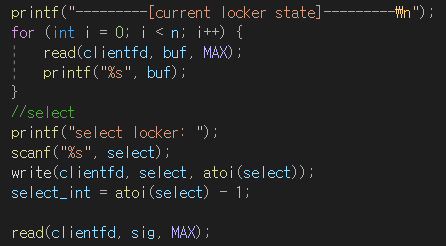 printf("---------[current locker state]---------₩n");
for (int i = 0; i < n; i++) {
read(clientfd, buf, MAX);
printf("%s", buf);
}
//select
printf("select locker: ");
scanf("%s", select);
write(clientfd, select, atoi(select));
select_int = atoi(select) - 1;
read(clientfd, sig, MAX);